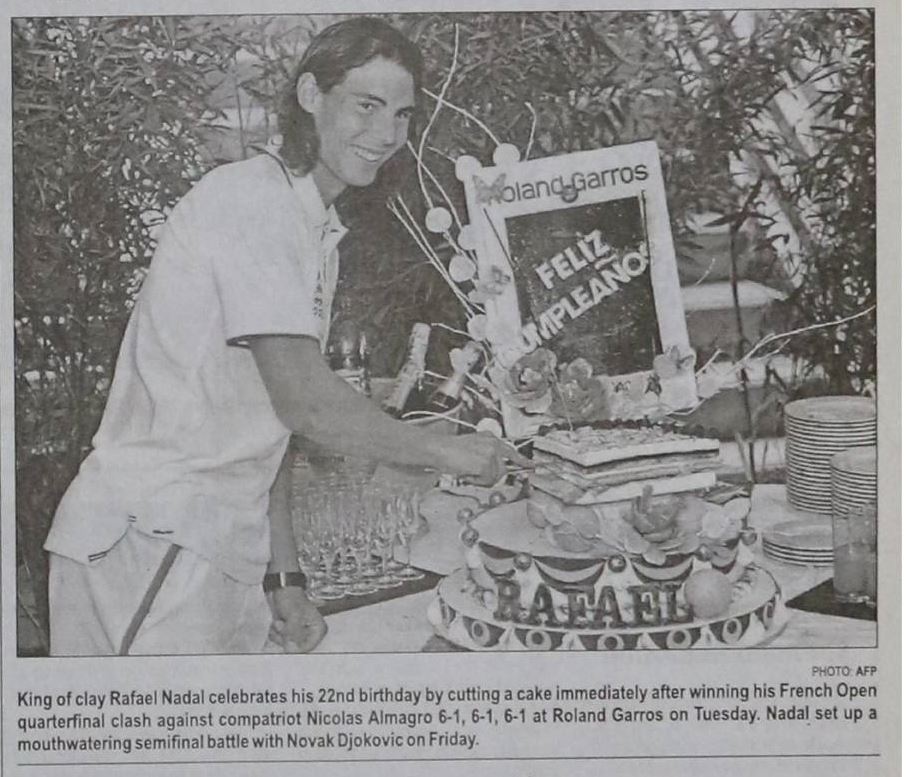 Roland Garros
FELIZ
CUMPLEAÑOS
RAFAEL
PHOTO: AFP
King of clay Rafael Nadal celebrates his 22nd birthday by cutting a cake immediately after winning his French Open
quarterfinal clash against compatriot Nicolas Almagro 6-1, 6-1, 6-1 at Roland Garros on Tuesday. Nadal set up a
mouthwatering semifinal battle with Novak Djokovic on Friday.